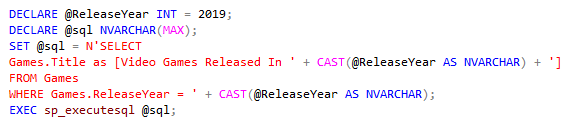 DECLARE @ReleaseYear INT = 2019;
DECLARE @sql NVARCHAR(MAX);
SET @sql = N'SELECT
Games.Title as [Video Games Released In ' + CAST(@ReleaseYear AS NVARCHAR) + ']
FROM Games
WHERE Games.ReleaseYear = ' + CAST(@ReleaseYear AS NVARCHAR);
EXEC sp_executesql @sql;